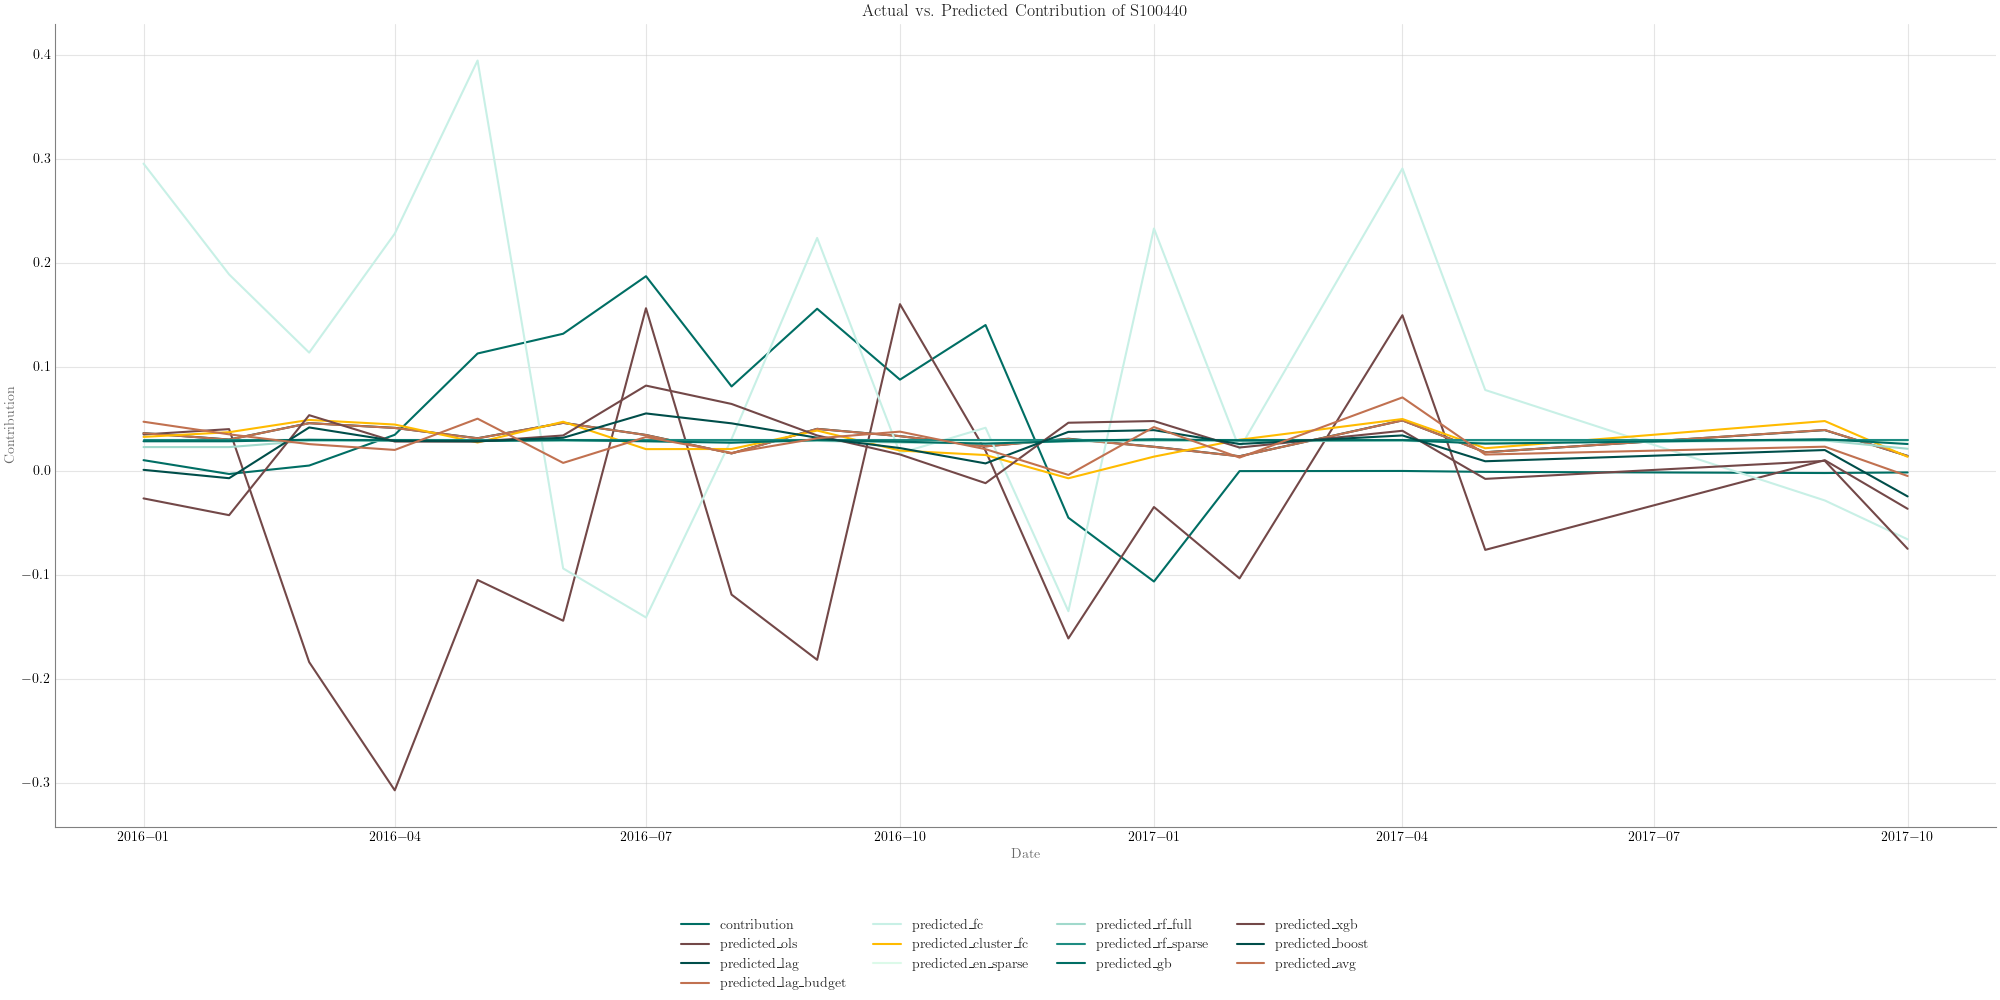 Actual vs. Predicted Contribution of S100440
0.4
0.3
0.2
0.1
0.0
−0.1
−0.2
−0.3
Contribution
2016−01 2016−04 2016−07 2016−10 2017−01 2017−04 2017−07 2017−10
Date
contribution predicted_fc predicted_rf_full predicted_xgb
predicted_ols predicted_cluster_fc predicted_rf_sparse predicted_boost
predicted_lag predicted_en_sparse predicted_gb predicted_avg
predicted_lag_budget